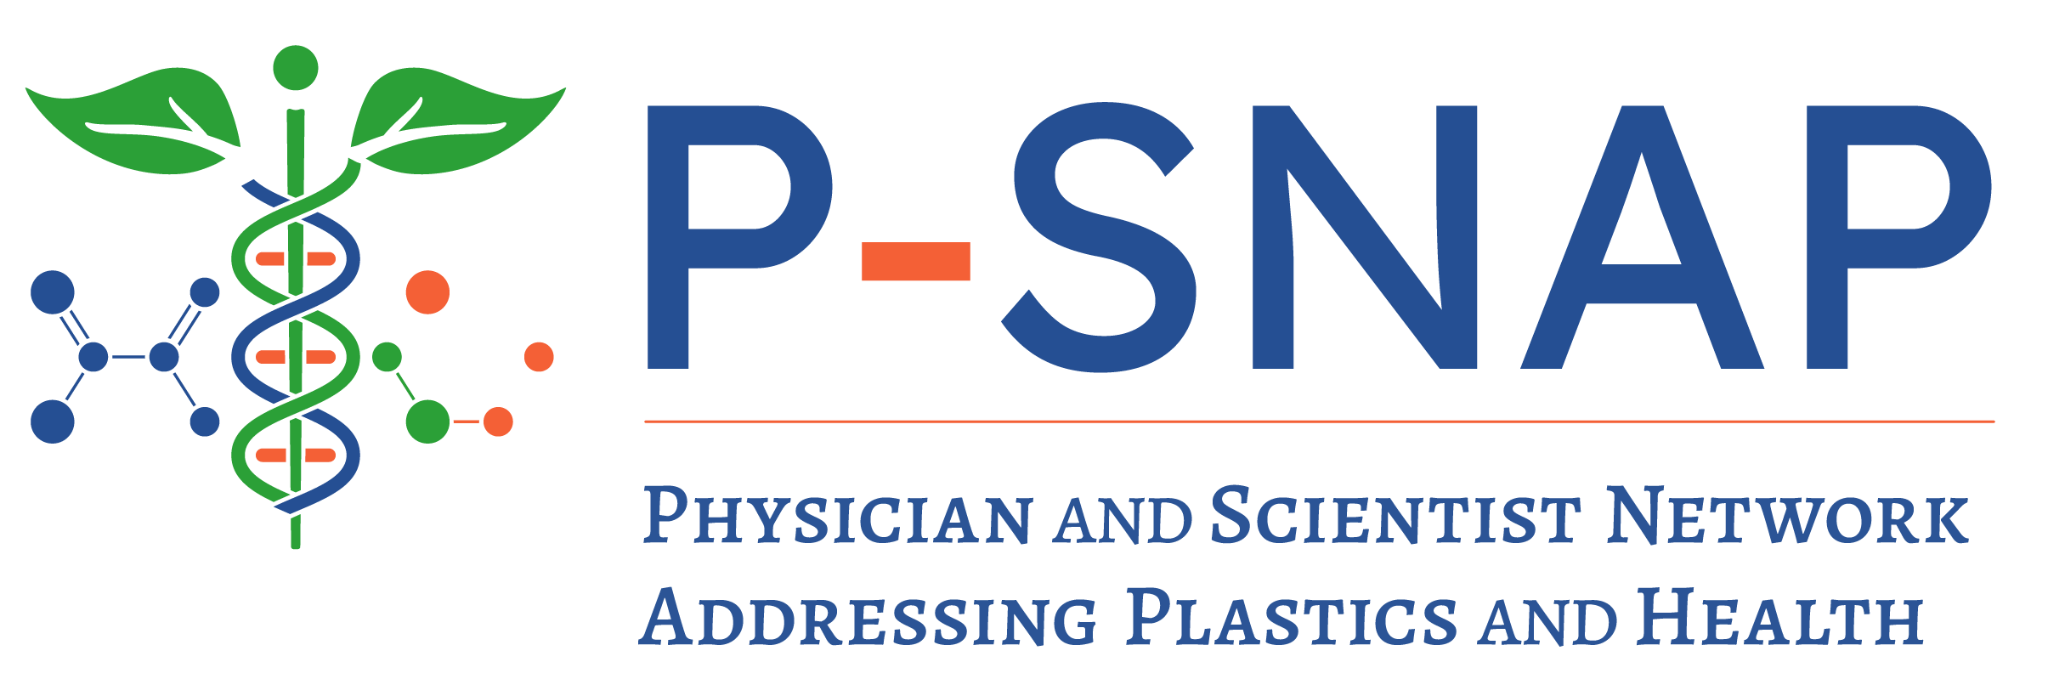 P-SNAP
Physician and Scientist Network
Addressing Plastics and Health